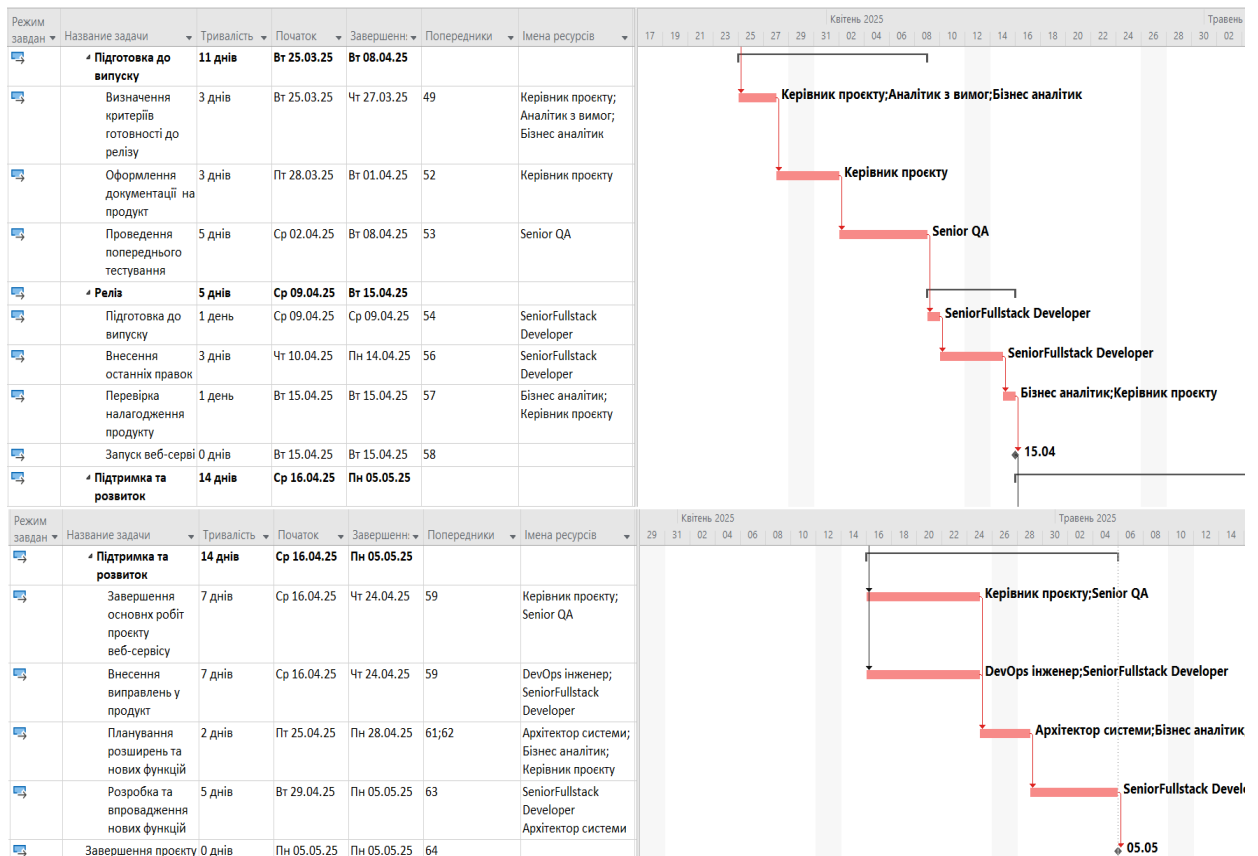 Режим завдан Название задачи Тривалість Початок Завершенн: Попередники Імена ресурсів
Квітень 2025 Травень
17 19 21 23 25 27 29 31 02 04 06 08 10 12 14 16 18 20 22 24 26 28 30 02
Підготовка до випуску 11 днів Вт 25.03.25 Вт 08.04.25
Визначення критеріїв готовності до релізу 3 днів Вт 25.03.25 Чт 27.03.25 49 Керівник проєкту; Аналітик з вимог; Бізнес аналітик
Керівник проєкту;Аналітик з вимог;Бізнес аналітик
Оформлення документації на продукт 3 днів Пт 28.03.25 Вт 01.04.25 52 Керівник проєкту
Керівник проєкту
Проведення попереднього тестування 5 днів Ср 02.04.25 Вт 08.04.25 53 Senior QA
Senior QA
Реліз 5 днів Ср 09.04.25 Вт 15.04.25
Підготовка до випуску 1 день Ср 09.04.25 Ср 09.04.25 54 SeniorFullstack Developer
SeniorFullstack Developer
Внесення останніх правок 3 днів Чт 10.04.25 Пн 14.04.25 56 SeniorFullstack Developer
SeniorFullstack Developer
Перевірка налагодження продукту 1 день Вт 15.04.25 Вт 15.04.25 57 Бізнес аналітик; Керівник проєкту
Бізнес аналітик;Керівник проєкту
Запуск веб-серві 0 днів Вт 15.04.25 Вт 15.04.25 58
15.04
Підтримка та розвиток 14 днів Ср 16.04.25 Пн 05.05.25
Режим завдан Название задачи Тривалість Початок Завершенн: Попередники Імена ресурсів
Квітень 2025 Травень 2025
29 31 02 04 06 08 10 12 14 16 18 20 22 24 26 28 30 02 04 06 08 10 12 14
Підтримка та розвиток 14 днів Ср 16.04.25 Пн 05.05.25
Завершення основнх робіт проєкту веб-сервісу 7 днів Ср 16.04.25 Чт 24.04.25 59 Керівник проєкту; Senior QA
Керівник проєкту;Senior QA
Внесення виправлень у продукт 7 днів Ср 16.04.25 Чт 24.04.25 59 DevOps інженер; SeniorFullstack Developer
DevOps інженер;SeniorFullstack Developer
Планування розширень та нових функцій 2 днів Пт 25.04.25 Пн 28.04.25 61;62 Архітектор системи; Бізнес аналітик; Керівник проєкту
Архітектор системи;Бізнес аналітик
Розробка та впровадження нових функцій 5 днів Вт 29.04.25 Пн 05.05.25 63 SeniorFullstack Developer Архітектор системи
SeniorFullstack Devel
Завершення проєкту 0 днів Пн 05.05.25 Пн 05.05.25 64
05.05